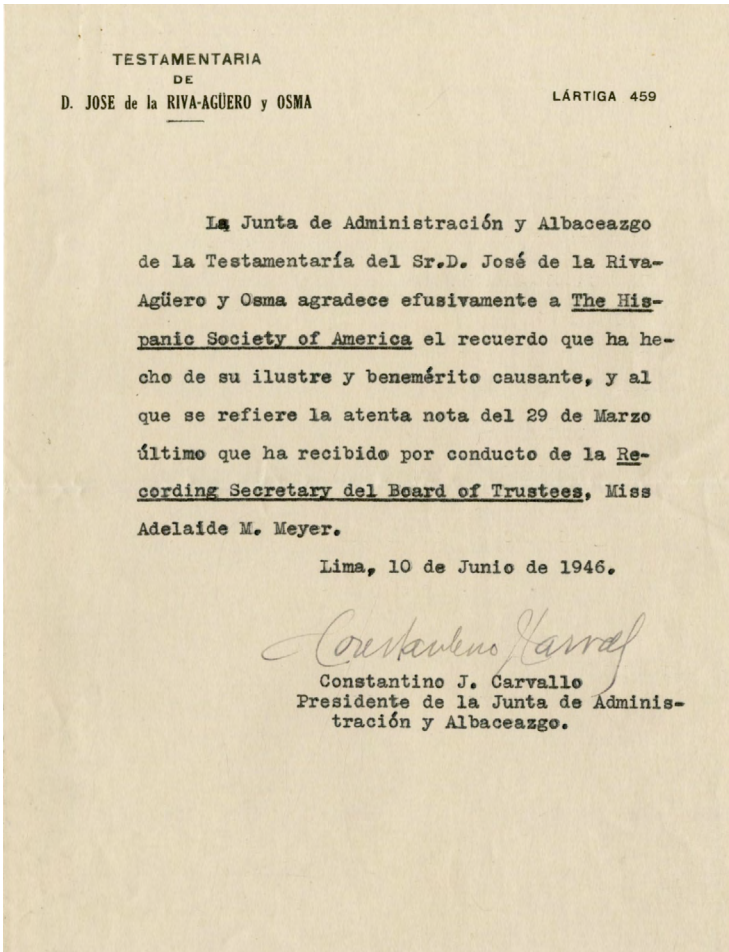 TESTAMENTARIA
DE
D. JOSE de la RIVA-AGÜERO y OSMA
LÁRTIGA 459
La Junta de Administración y Albaceazgo
de la Testamentaría del Sr.D. José de la Riva-
Agüero y Osma agradece efusivamente a The His-
panic Society of America el recuerdo que ha he-
cho de su ilustre y benemérito causante, y al
que se refiere la atenta nota del 29 de Marzo
último que ha recibido por conducto de la Re-
cording Secretary del Board of Trustees, Miss
Adelaide M. Meyer.
Lima, 10 de Junio de 1946.
Constantino J. Carvallo
Presidente de la Junta de Adminis-
tración y Albaceazgo.